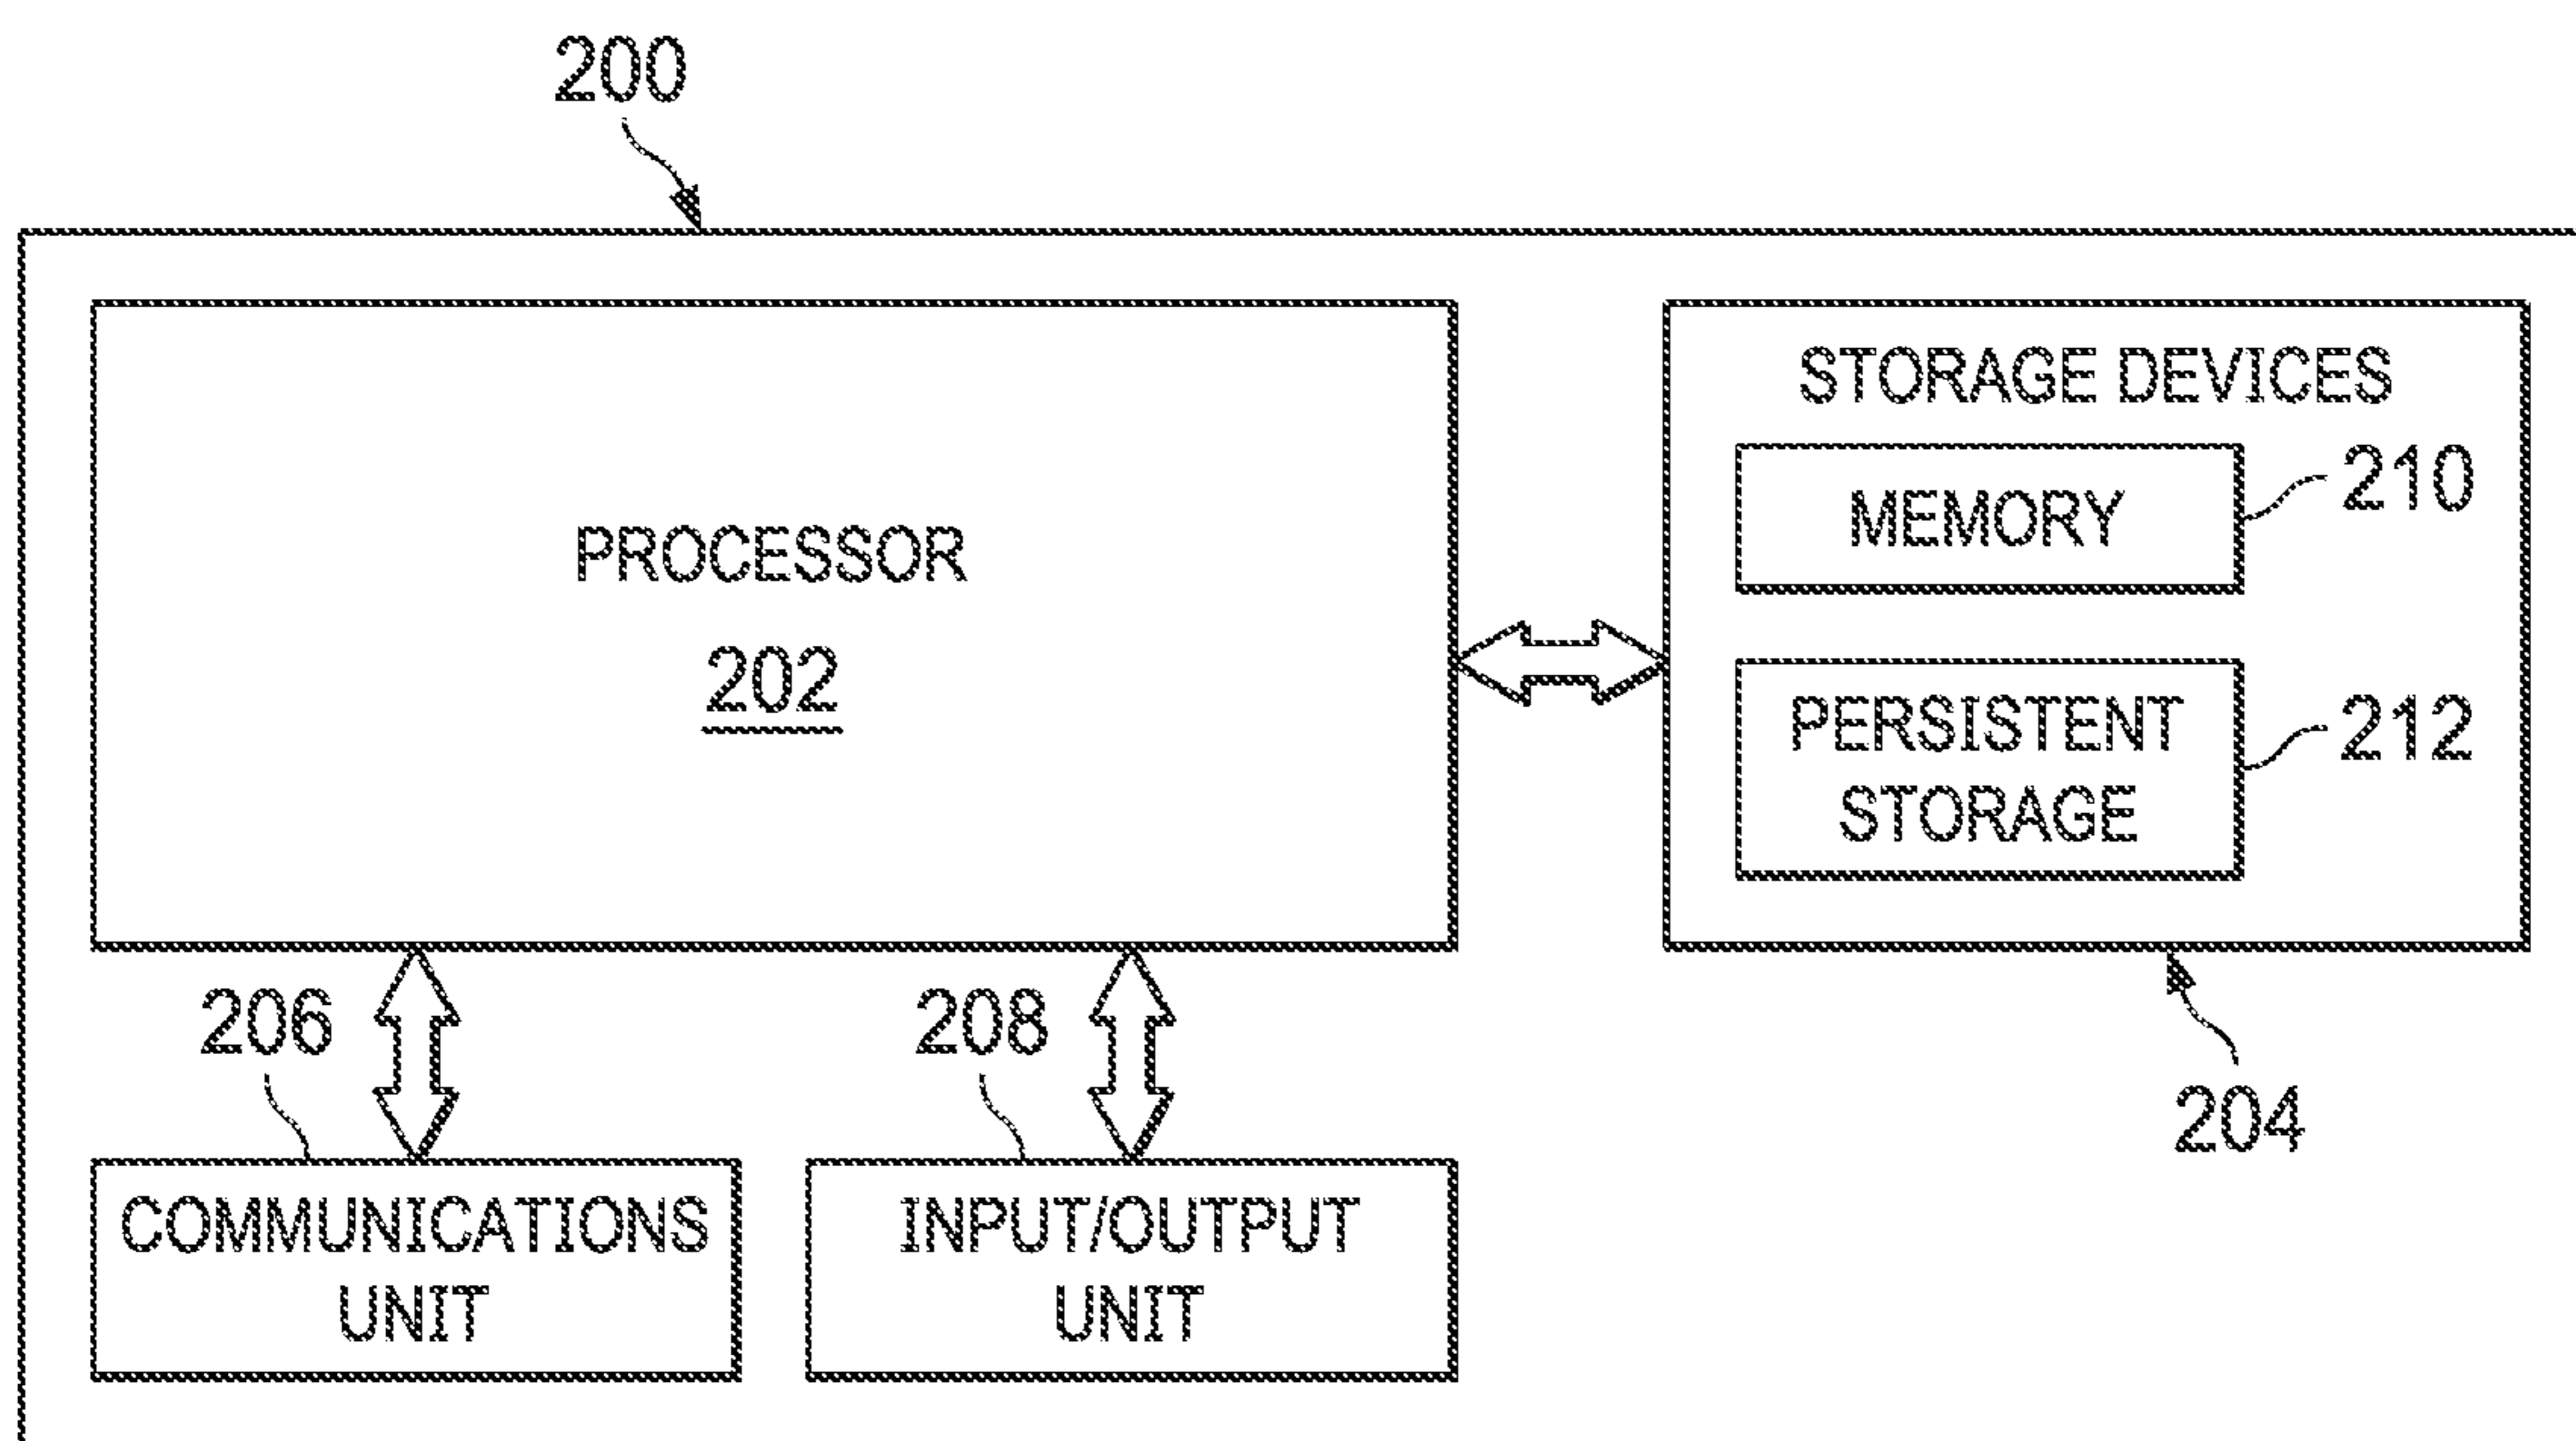 200
PROCESSOR
202
STORAGE DEVICES
MEMORY
210
PERSISTENT
STORAGE
212
204
206
208
COMMUNICATIONS
UNIT
INPUT/OUTPUT
UNIT